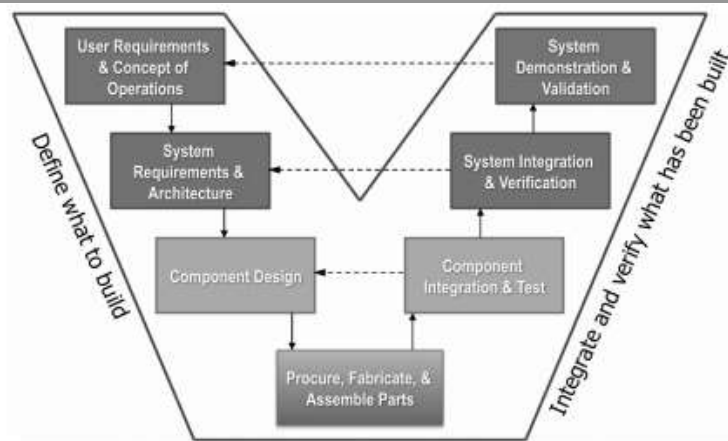 User Requirements
& Concept of
Operations
System
Demonstration &
Validation
System
Requirements &
Architecture
System Integration
& Verification
Component Design
Component
Integration & Test
Procure, Fabricate, &
Assemble Parts
Define what to build
Integrate and verify what has been built